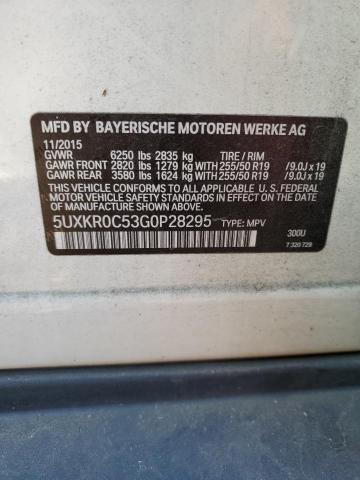 MFD BY BAYERISCHE MOTOREN WERKE AG
11/2015
GVWR 6250 lbs 2835 kg TIRE / RIM
GAWR FRONT 2820 lbs 1279 kg WITH 255/50 R19 / 9.0J x 19
GAWR REAR 3580 lbs 1624 kg WITH 255/50 R19 / 9.0J x 19
THIS VEHICLE CONFORMS TO ALL APPLICABLE U.S. FEDERAL
MOTOR VEHICLE SAFETY STANDARDS IN EFFECT ON THE
DATE OF MANUFACTURE SHOWN ABOVE.
5UXKR0C53G0P28295 TYPE: MPV
300U
7 320 729